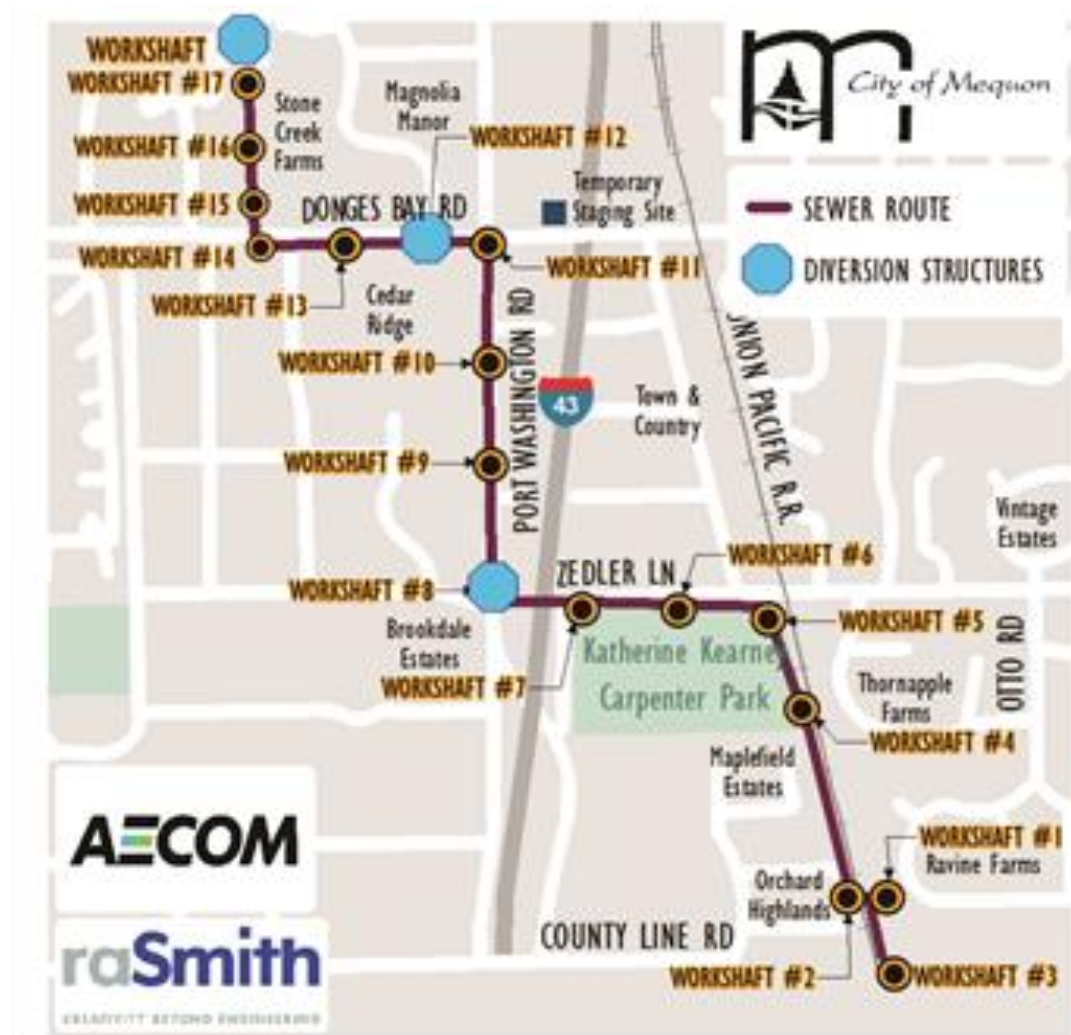 WORKSHAFT
WORKSHAFT #17
Stone
Creek
Farms
Magnolia
Manor
WORKSHAFT #12
WORKSHAFT #16
WORKSHAFT #15
DONGES BAY RD
Temporary
Staging Site
WORKSHAFT #14
WORKSHAFT #11
WORKSHAFT #13
Cedar
Ridge
WORKSHAFT #10
PORT WASHINGTON RD
43
Town &
Country
UNION PACIFIC R.R.
WORKSHAFT #9
Vintage
Estates
WORKSHAFT #6
ZEDLER LN
WORKSHAFT #8
WORKSHAFT #5
Brookdale
Estates
WORKSHAFT #7
Katherine Kearne
Carpenter Park
OTTO RD
Thornapple
Farms
WORKSHAFT #4
Maplefield
Estates
WORKSHAFT #1
Ravine Farms
Orchard
Highlands
COUNTY LINE RD
WORKSHAFT #2
WORKSHAFT #3
m
City of Mequon
SEWER ROUTE
DIVERSION STRUCTURES
AECOM
raSmith
CREATIVITY BEYOND ENGINEERING